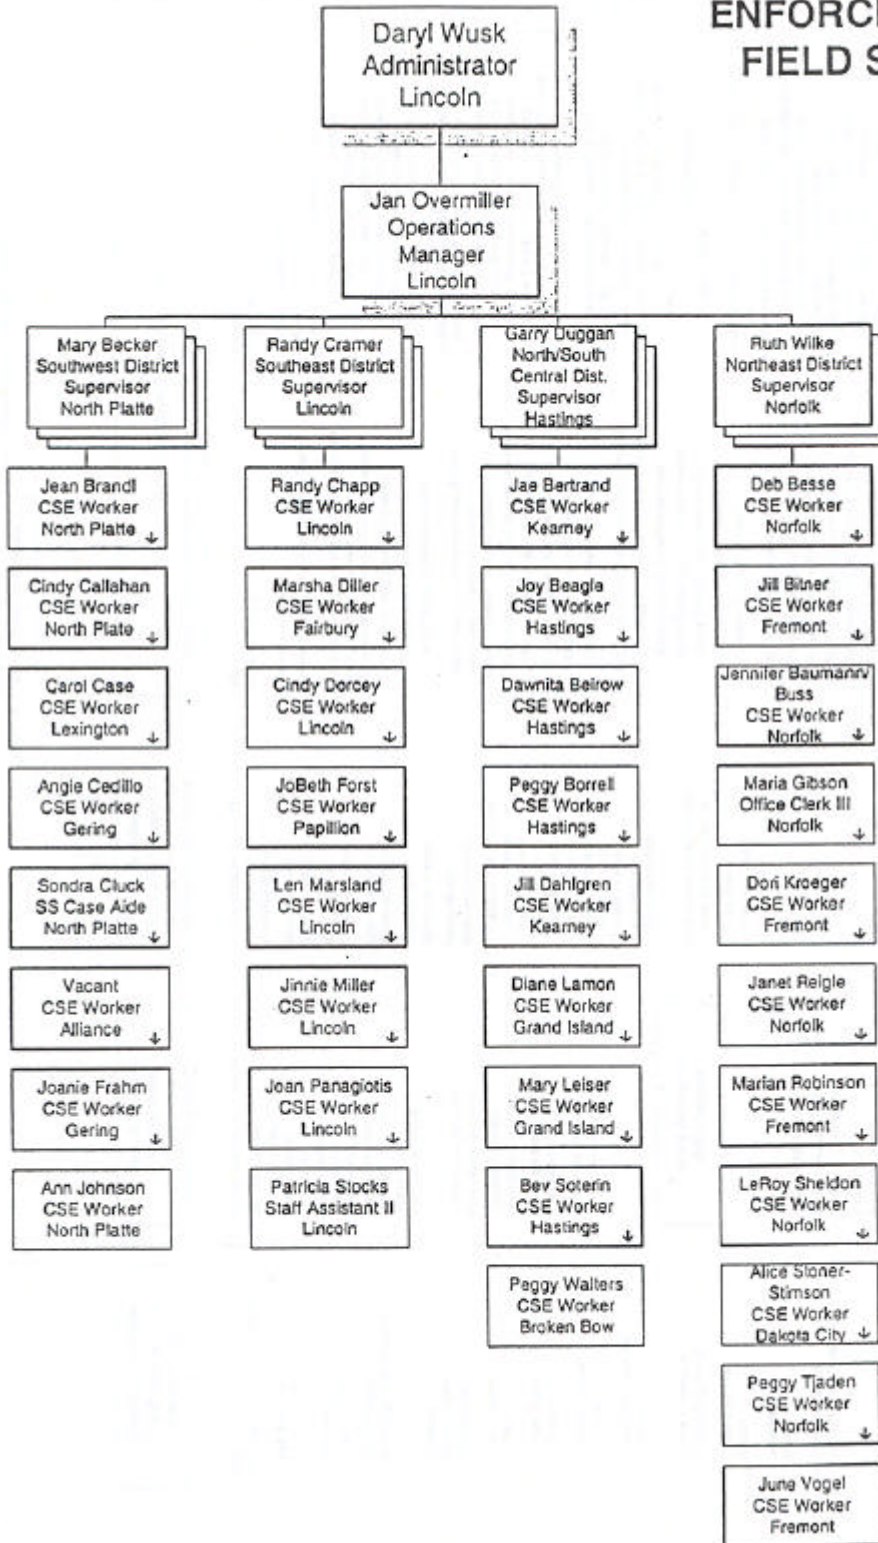 ENFORC
FIELD S
Daryl Wusk
Administrator
Lincoln
Jan Overmiller
Operations
Manager
Lincoln
Mary Becker
Southwest District
Supervisor
North Platte
Jean Brandl
CSE Worker
North Platte
Cindy Callahan
CSE Worker
North Plate
Carol Case
CSE Worker
Lexington
Angie Cedillo
CSE Worker
Gering
Sondra Cluck
SS Case Aide
North Platte
Vacant
CSE Worker
Alliance
Joanie Frahm
CSE Worker
Gering
Ann Johnson
CSE Worker
North Platte
Randy Cramer
Southeast District
Supervisor
Lincoln
Randy Chapp
CSE Worker
Lincoln
Marsha Diller
CSE Worker
Fairbury
Cindy Dorcey
CSE Worker
Lincoln
JoBeth Forst
CSE Worker
Papillion
Len Marsland
CSE Worker
Lincoln
Jinnie Miller
CSE Worker
Lincoln
Joan Panagiotis
CSE Worker
Lincoln
Patricia Stocks
Staff Assistant II
Lincoln
Garry Duggan
North/South
Central Dist.
Supervisor
Hastings
Jae Bertrand
CSE Worker
Kearney
Joy Beagle
CSE Worker
Hastings
Dawnita Beirow
CSE Worker
Hastings
Peggy Borrell
CSE Worker
Hastings
Jill Dahlgren
CSE Worker
Kearney
Diane Lamon
CSE Worker
Grand Island
Mary Leiser
CSE Worker
Grand Island
Bev Soterin
CSE Worker
Hastings
Peggy Walters
CSE Worker
Broken Bow
Ruth Wilke
Northeast District
Supervisor
Norfolk
Deb Besse
CSE Worker
Norfolk
Jill Bitner
CSE Worker
Fremont
Jennifer Baumann/
Buss
CSE Worker
Norfolk
Maria Gibson
Office Clerk III
Norfolk
Dori Kroeger
CSE Worker
Fremont
Janet Reigle
CSE Worker
Norfolk
Marian Robinson
CSE Worker
Fremont
LeRoy Sheldon
CSE Worker
Norfolk
Alice Stoner-
Stimson
CSE Worker
Dakota City
Peggy Tjaden
CSE Worker
Norfolk
June Vogel
CSE Worker
Fremont